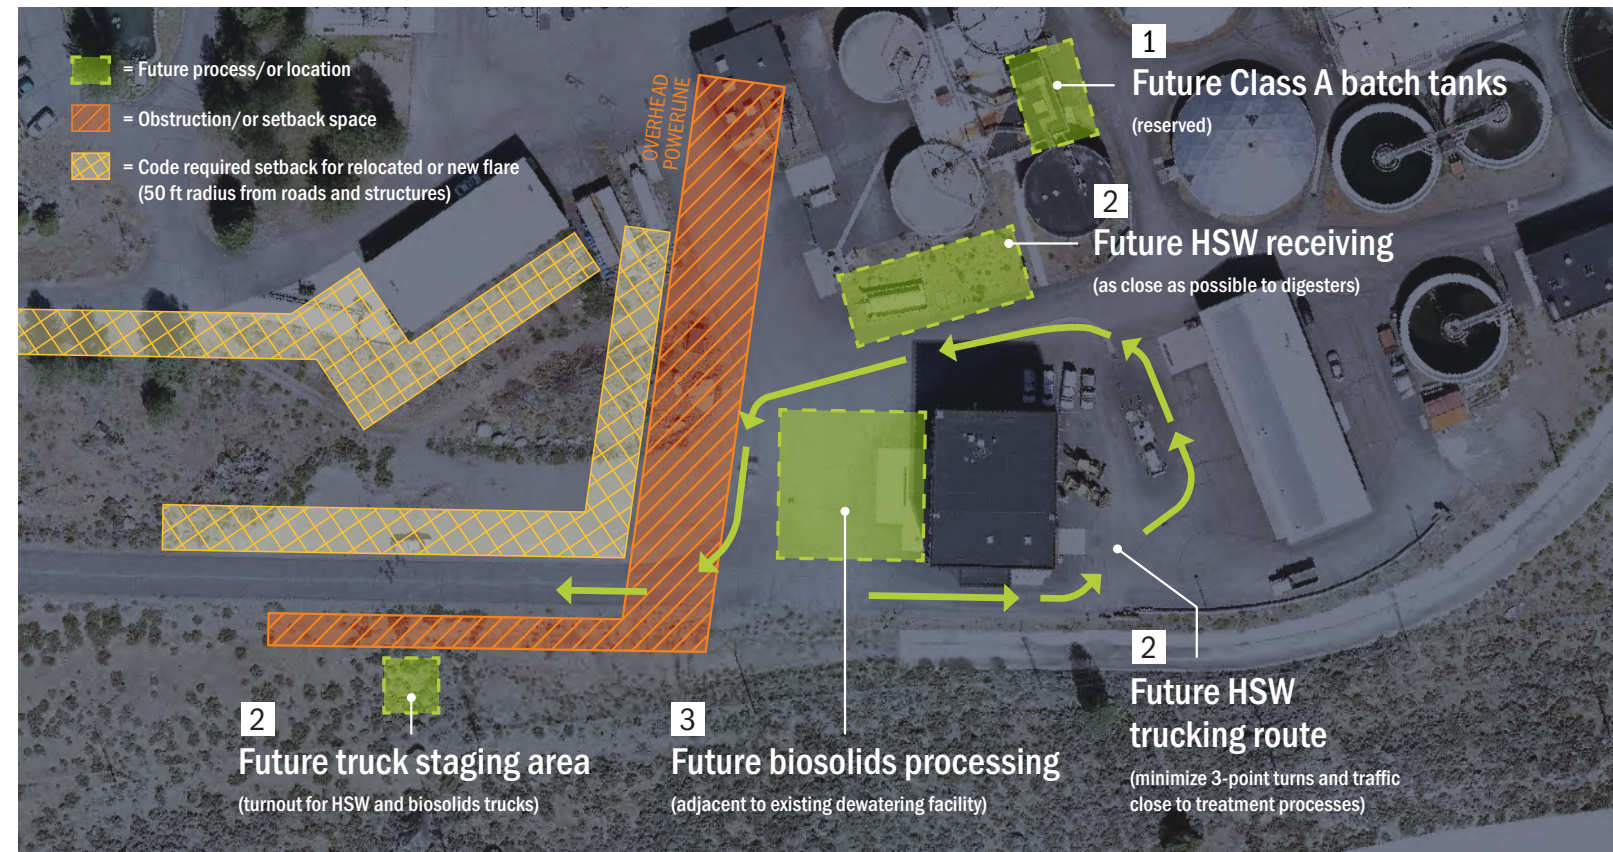 = Future process/or location
= Obstruction/or setback space
= Code required setback for relocated or new flare
(50 ft radius from roads and structures)
OVERHEAD
POWERLINE
1
Future Class A batch tanks
(reserved)
2
Future HSW receiving
(as close as possible to digesters)
2
Future truck staging area
(turnout for HSW and biosolids trucks)
3
Future biosolids processing
(adjacent to existing dewatering facility)
2
Future HSW
trucking route
(minimize 3-point turns and traffic
close to treatment processes)